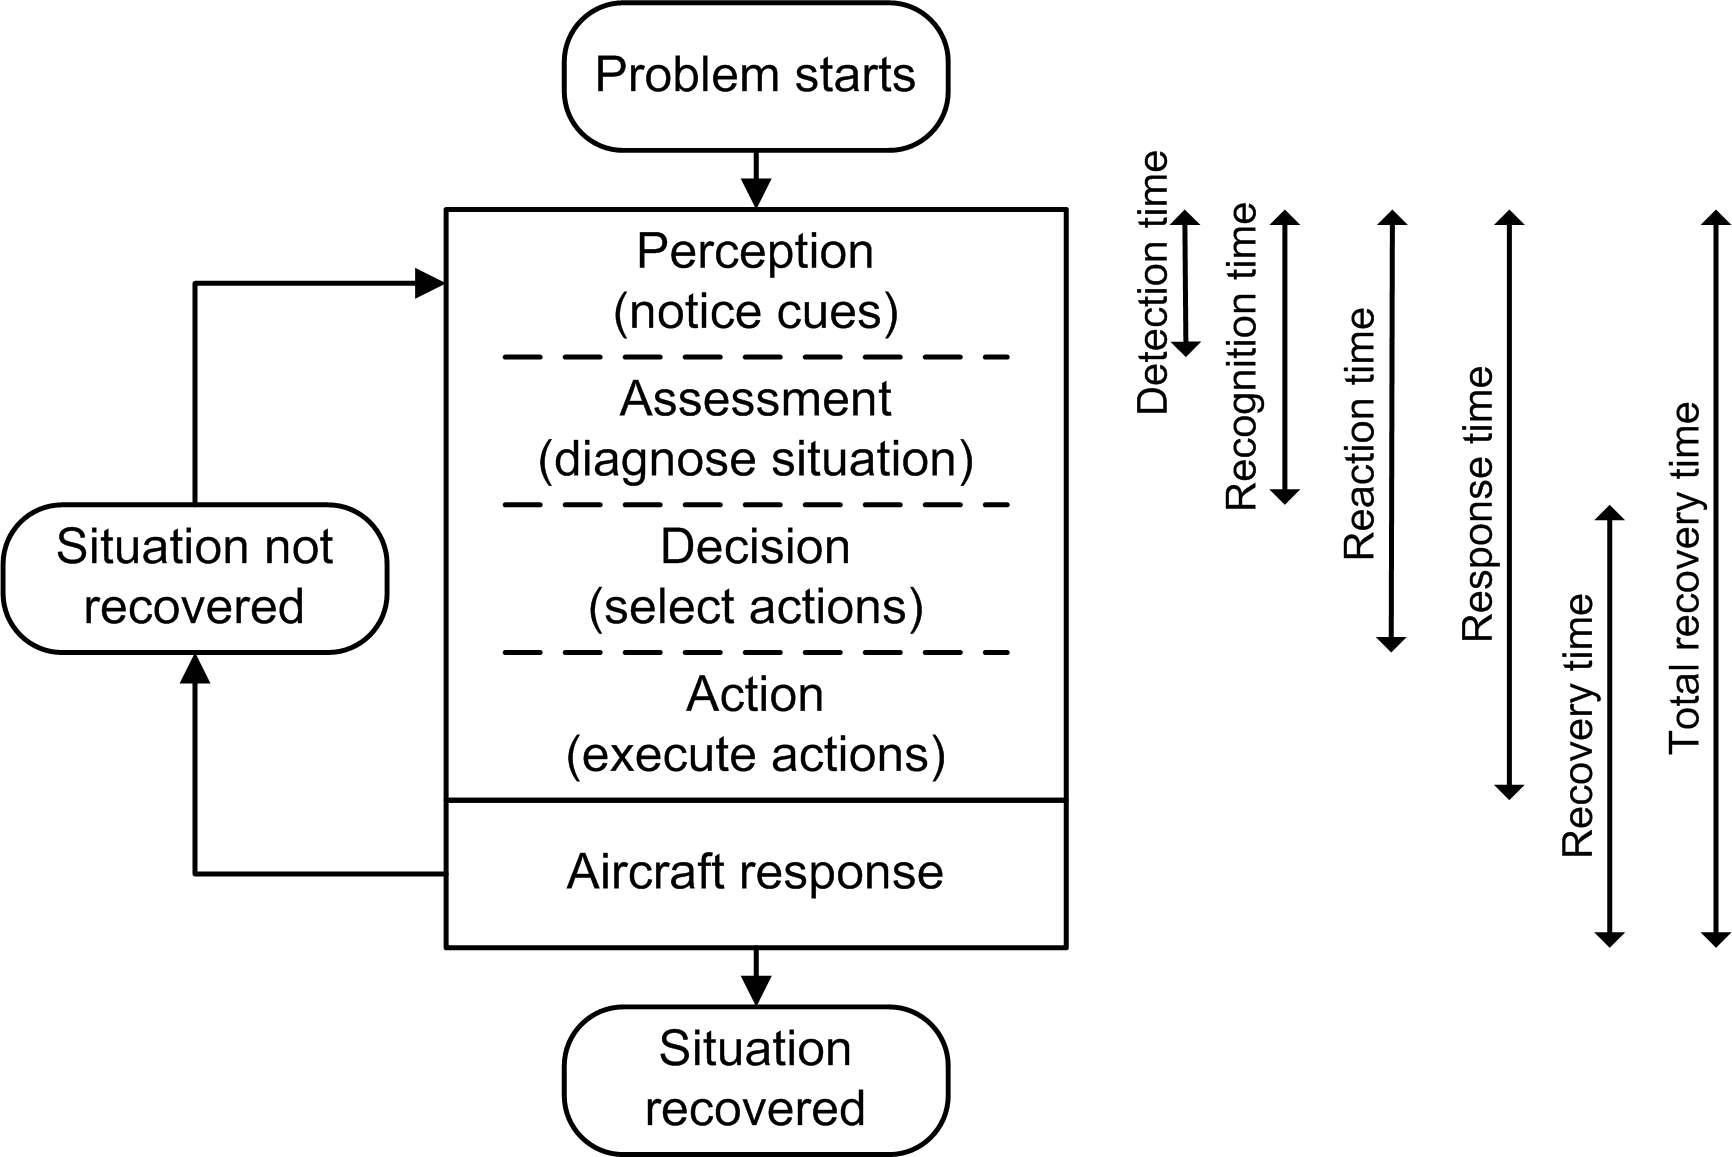 Problem starts
Perception
(notice cues)
Assessment
(diagnose situation)
Decision
(select actions)
Action
(execute actions)
Aircraft response
Situation not
recovered
Situation
recovered
Detection time
Recognition time
Reaction time
Response time
Recovery time
Total recovery time